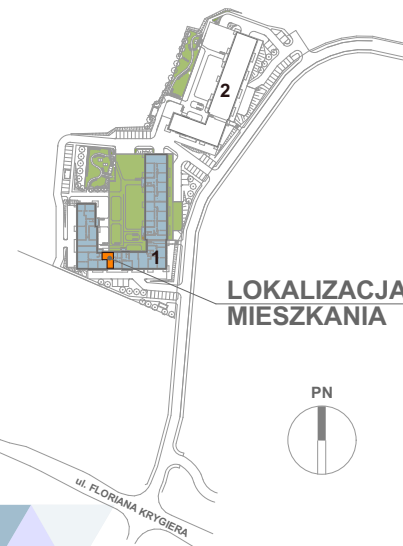 2
1
LOKALIZACJA
MIESZKANIA
PN
ul. FLORIANA KRYGIERA